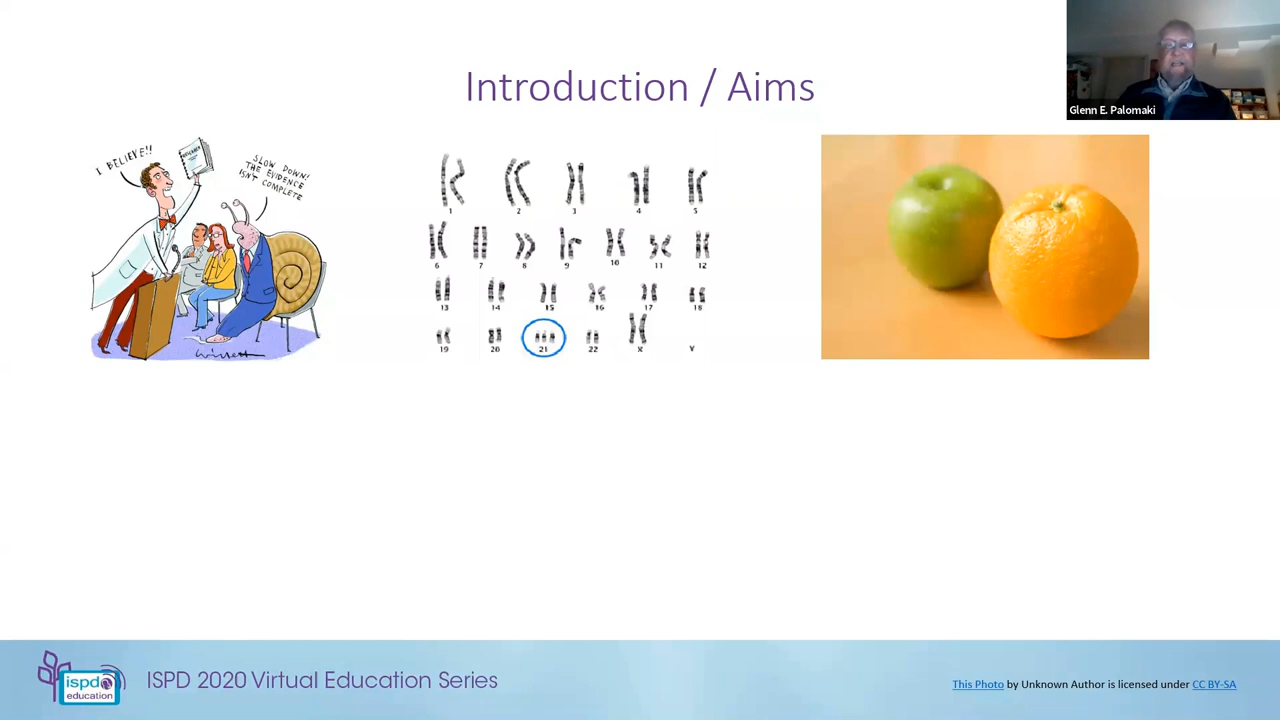 Introduction / Aims
Glenn E. Palomaki
I BELIEVE!!
RESEARCH
SLOW DOWN!
THE EVIDENCE
ISN'T COMPLETE
1 2 3 4 5
6 7 8 9 10 11 12
13 14 15 16 17 18
19 20 21 22 X Y
ispd
education
ISPD 2020 Virtual Education Series
This Photo by Unknown Author is licensed under CC BY-SA